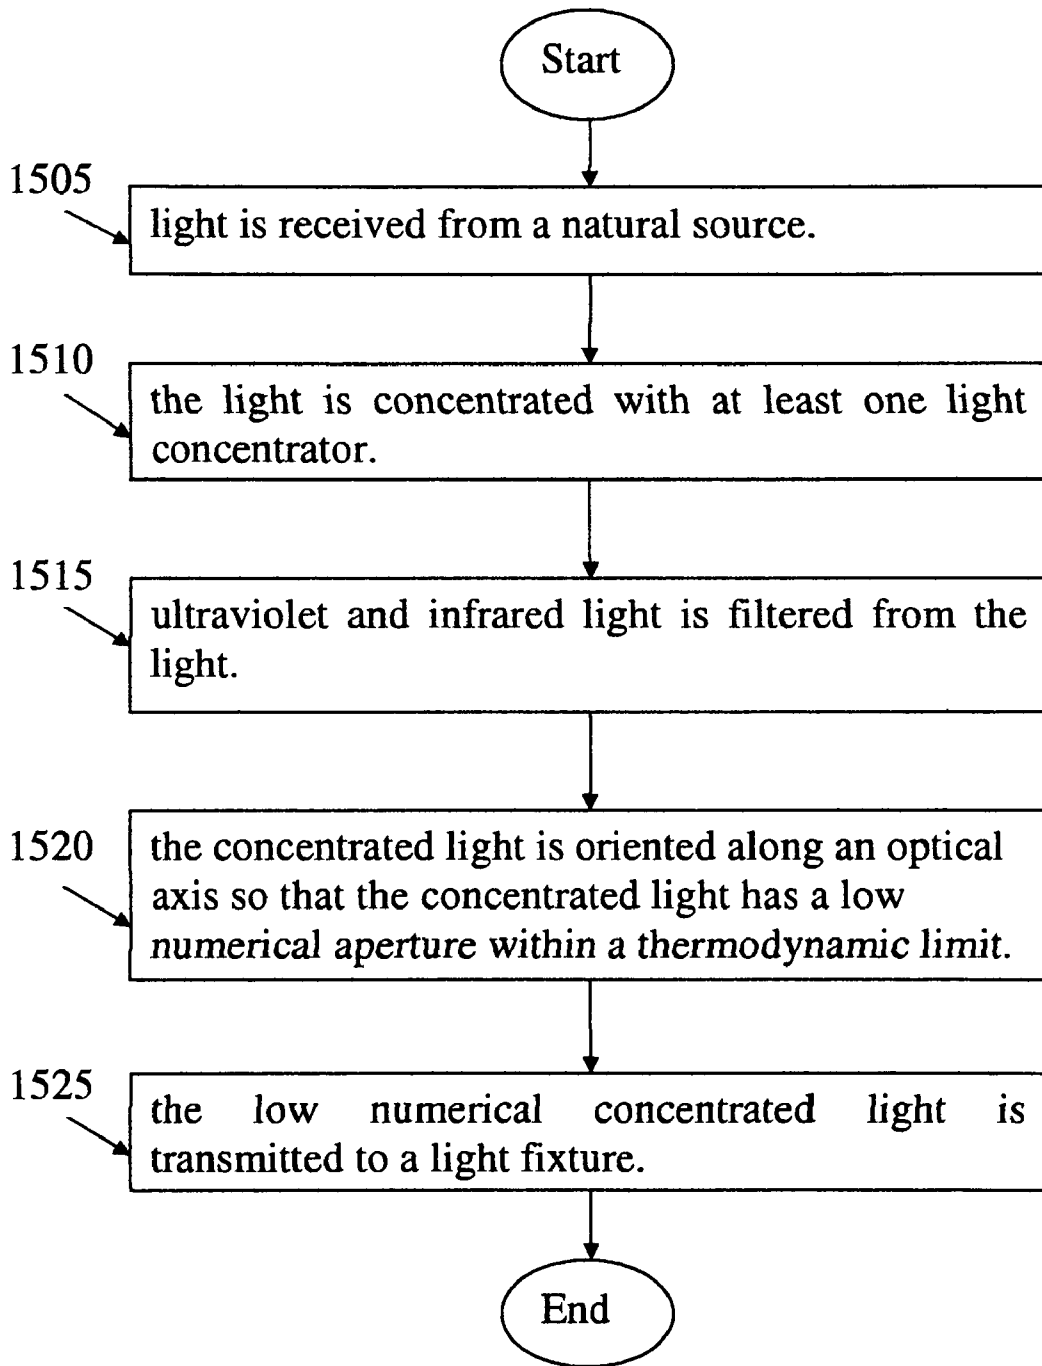 Start
1505
light is received from a natural source.
1510
the light is concentrated with at least one light
concentrator.
1515
ultraviolet and infrared light is filtered from the
light.
1520
the concentrated light is oriented along an optical
axis so that the concentrated light has a low
numerical aperture within a thermodynamic limit.
1525
the low numerical concentrated light is
transmitted to a light fixture.
End